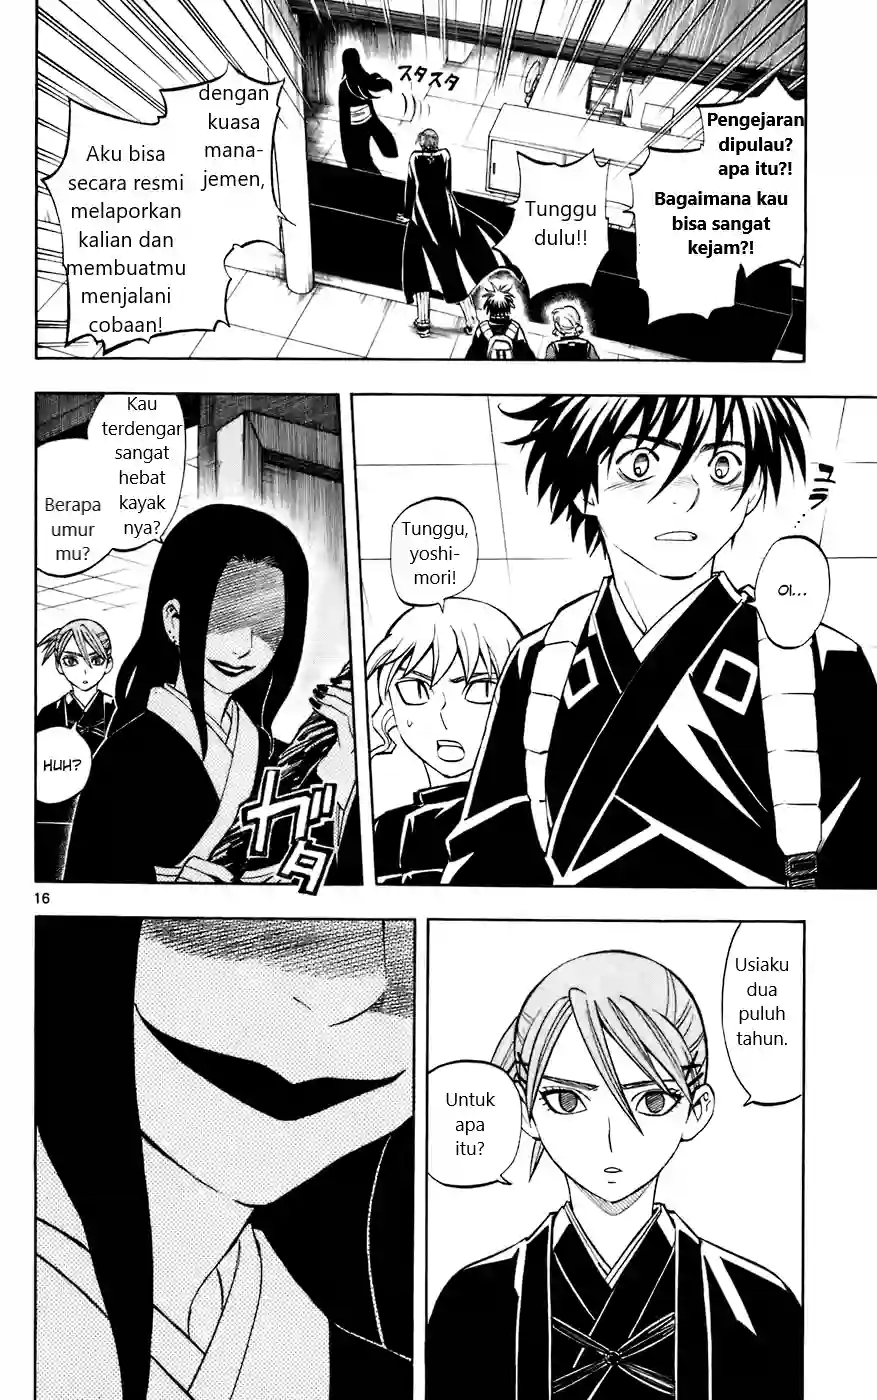 Pengejaran
dipulau?
apa itu?!
Bagaimana kau
bisa sangat
kejam?!
Tunggu
dulu!!
スタスタ
dengan
kuasa
mana-
jemen,
Aku bisa
secara resmi
melaporkan
kalian dan
membuatmu
menjalani
cobaan!
OI...
Tunggu,
yoshi-
mori!
Kau
terdengar
sangat
hebat
kayak
nya?
Berapa
umur
mu?
HUH?
ガタ
16
Usiaku
dua
puluh
tahun.
Untuk
apa
itu?